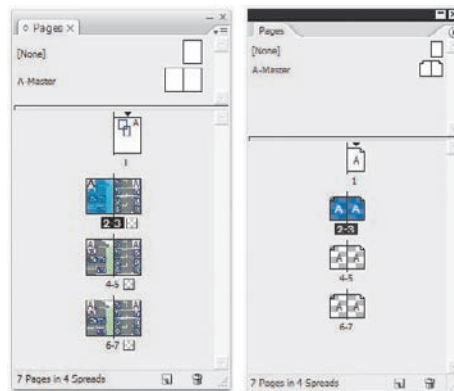 Pages
[None]
A-Master
A
1
A
2-3
A
4-5
6-7
7 Pages in 4 Spreads
Pages
[None]
A-Master
A
1
A A
2-3
A A
4-5
A A
6-7
7 Pages in 4 Spreads